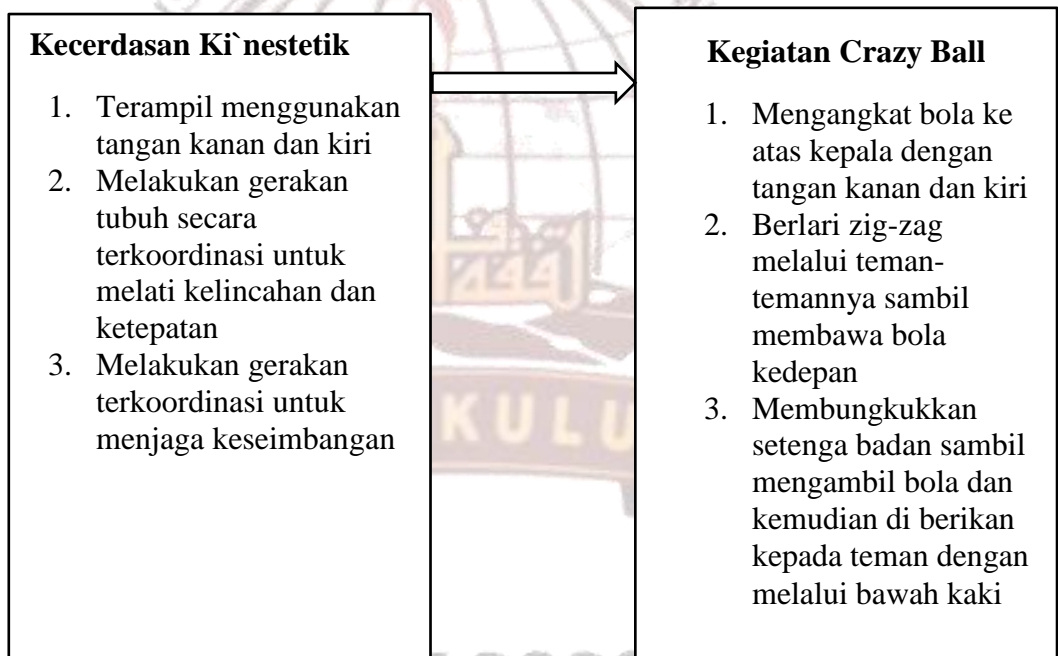 Kecerdasan Ki`nestetik
1. Terampil menggunakan
tangan kanan dan kiri
2. Melakukan gerakan
tubuh secara
terkoordinasi untuk
melati kelincahan dan
ketepatan
3. Melakukan gerakan
terkoordinasi untuk
menjaga keseimbangan
Kegiatan Crazy Ball
1. Mengangkat bola ke
atas kepala dengan
tangan kanan dan kiri
2. Berlari zig-zag
melalui teman-
temannya sambil
membawa bola
kedepan
3. Membungkukkan
setenga badan sambil
mengambil bola dan
kemudian di berikan
kepada teman dengan
melalui bawah kaki
KULU